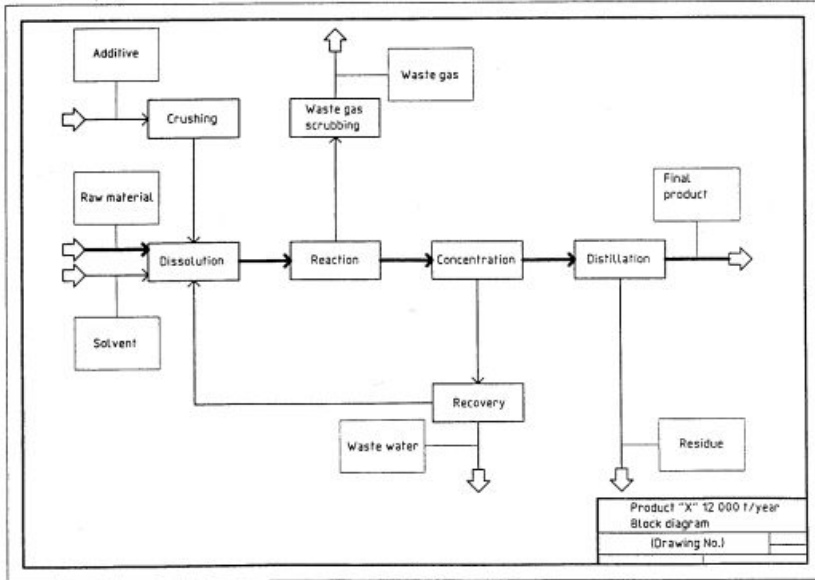 Additive
Waste gas
Crushing
Waste gas
scrubbing
Raw material
Final
product
Dissolution
Reaction
Concentration
Distillation
Solvent
Recovery
Waste water
Residue
Product "X" 12 000 t/year
Block diagram
(Drawing No.)